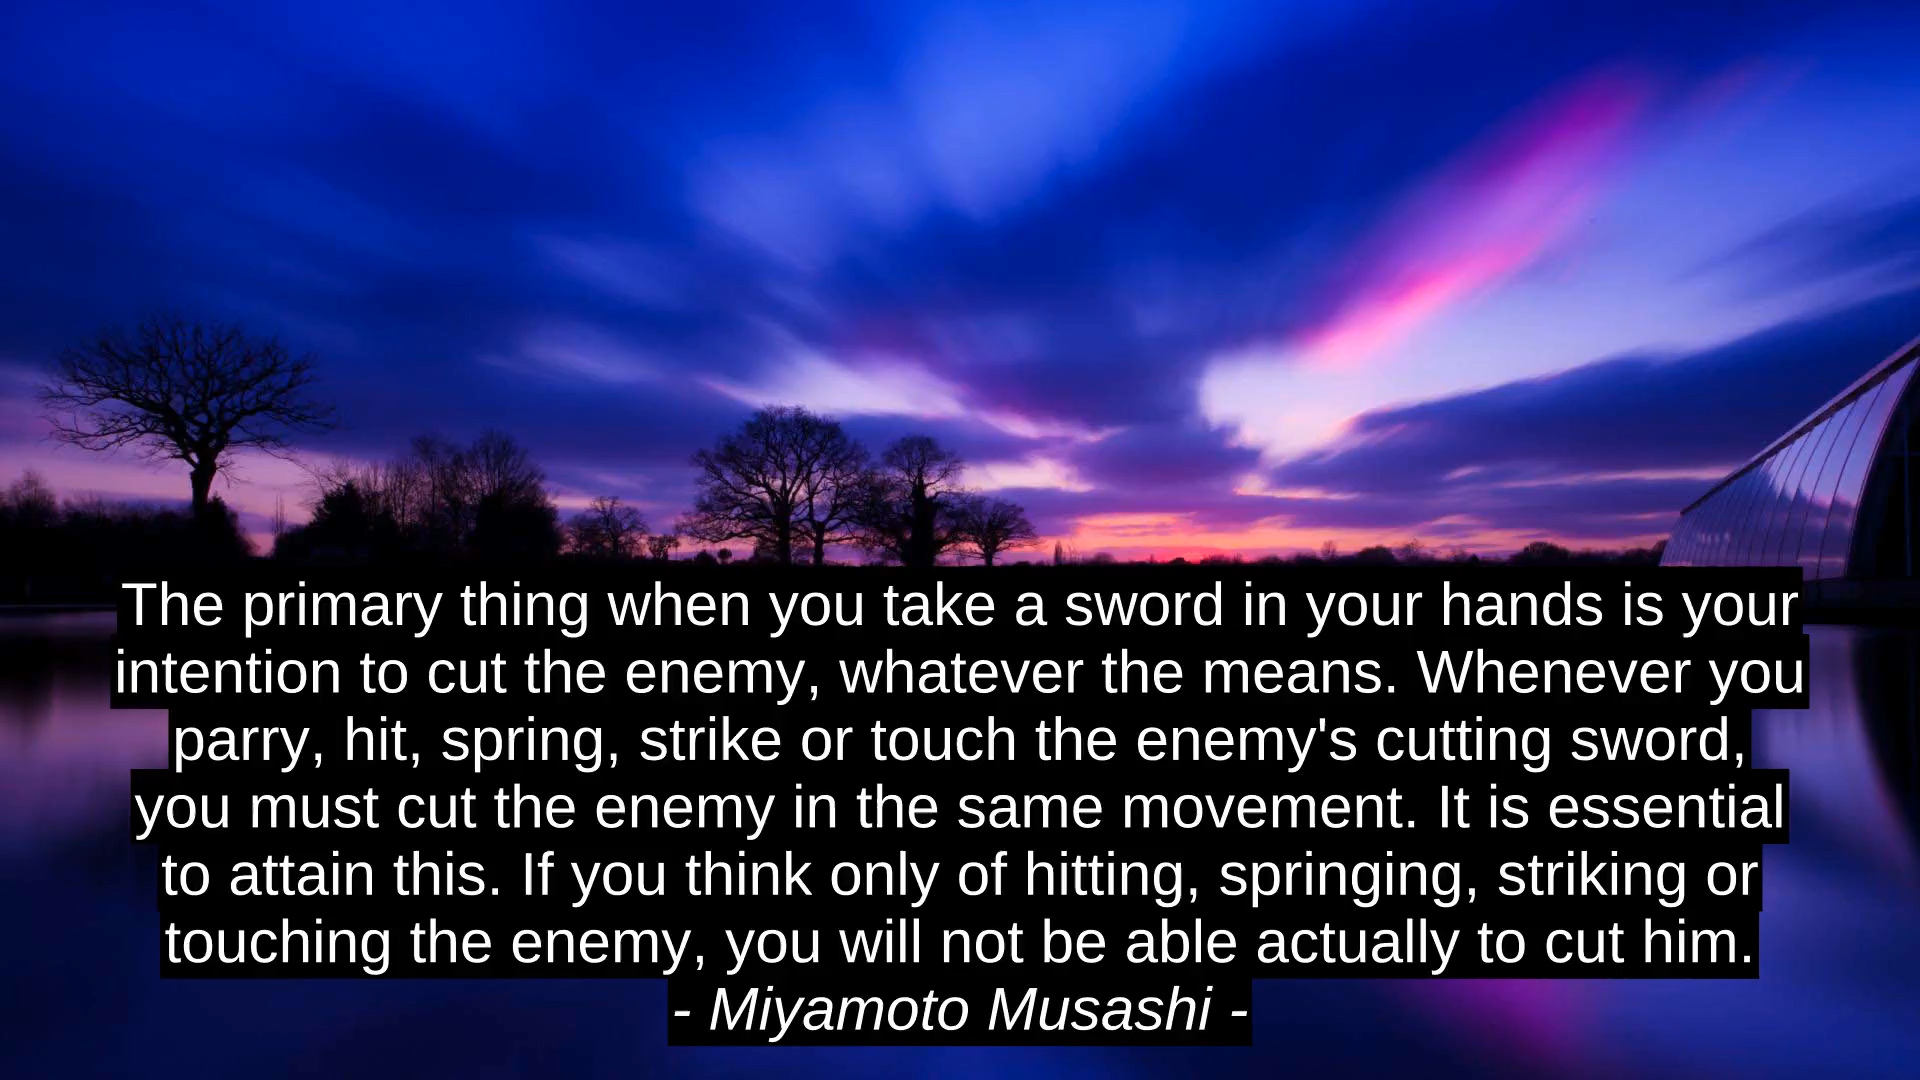 The primary thing when you take a sword in your hands is your
intention to cut the enemy, whatever the means. Whenever you
parry, hit, spring, strike or touch the enemy's cutting sword,
you must cut the enemy in the same movement. It is essential
to attain this. If you think only of hitting, springing, striking or
touching the enemy, you will not be able actually to cut him.
- Miyamoto Musashi -